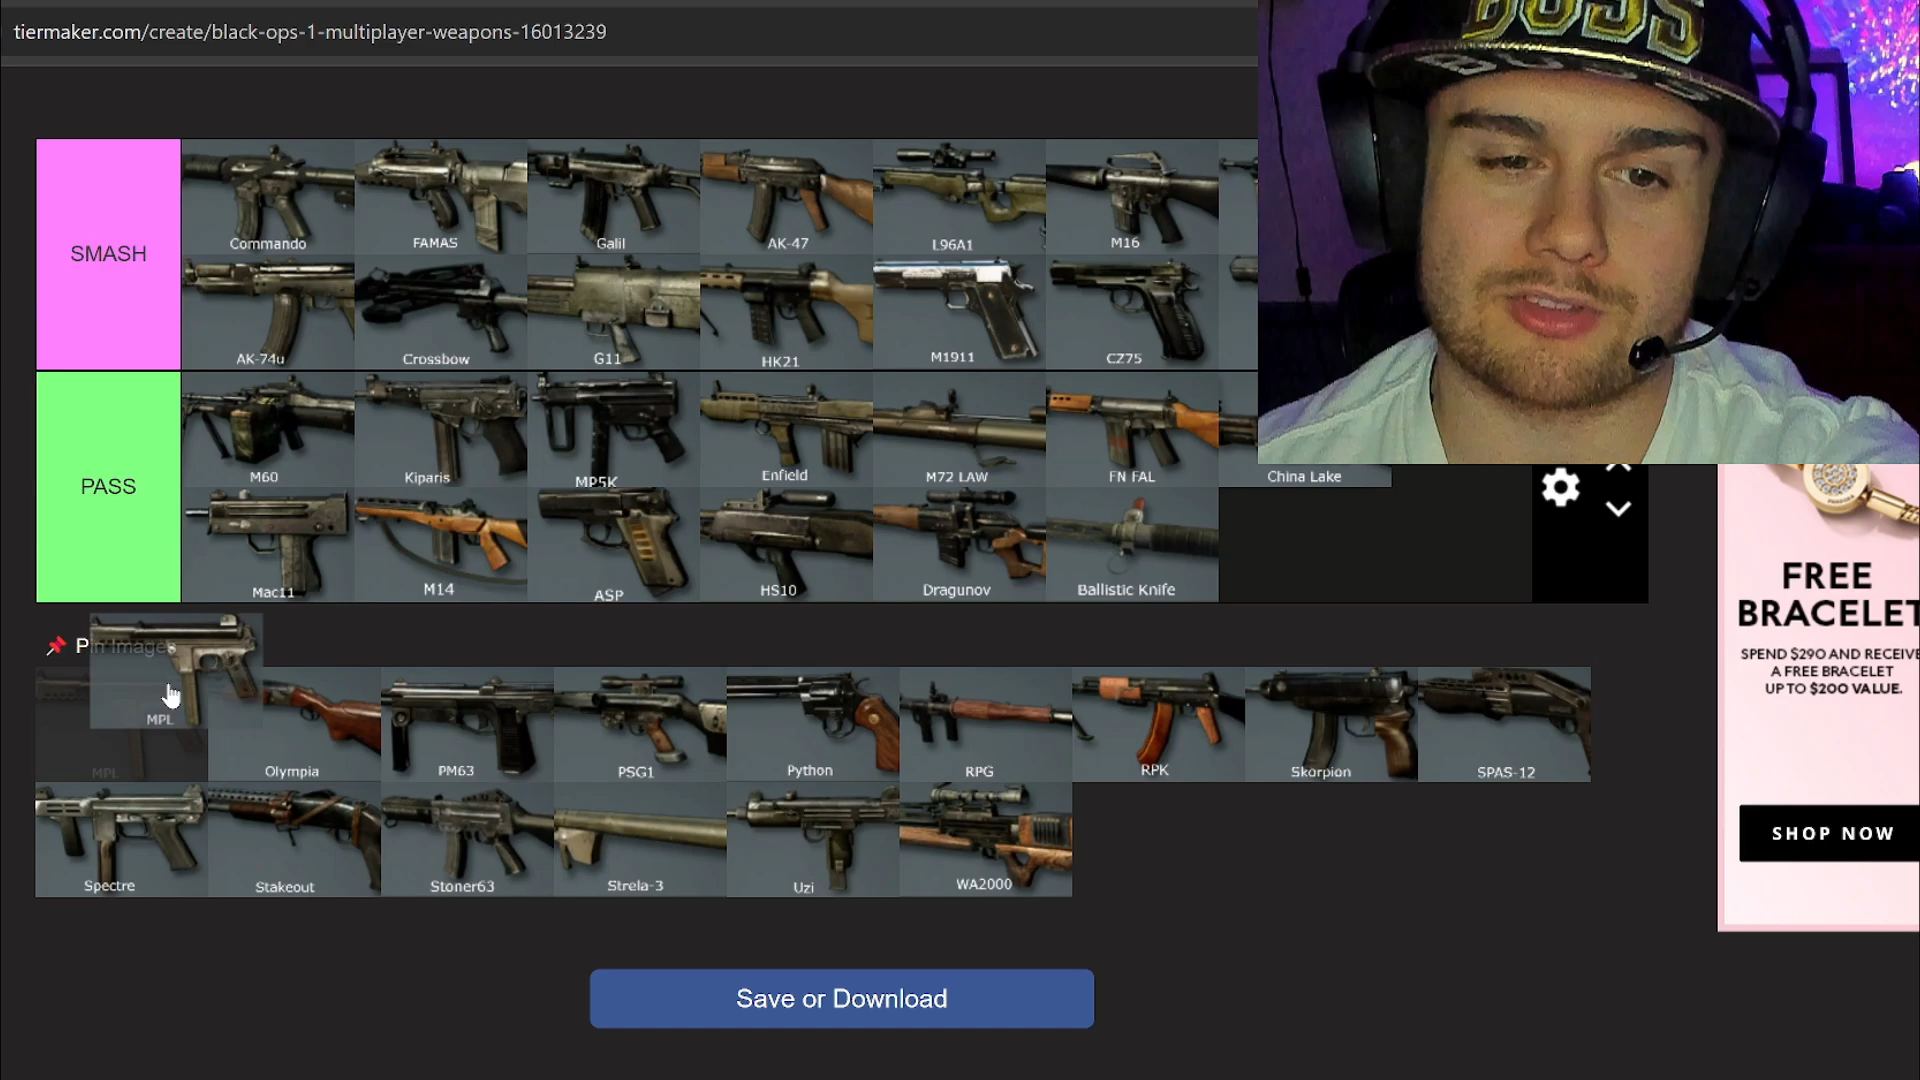 tiermaker.com/create/black-ops-1-multiplayer-weapons-16013239
BOSS
SMASH
Commando
FAMAS
Galil
AK-47
L96A1
M16
AK-74u
Crossbow
G11
HK21
M1911
CZ75
PASS
M60
Kiparis
MP5K
Enfield
M72 LAW
FN FAL
China Lake
Mac11
M14
ASP
HS10
Dragunov
Ballistic Knife
Pin Images
MPL
MPL
Olympia
PM63
PSG1
Python
RPG
RPK
Skorpion
SPAS-12
Spectre
Stakeout
Stoner63
Strela-3
Uzi
WA2000
Save or Download
FREE
BRACELET
SPEND $290 AND RECEIVE
A FREE BRACELET
UP TO $200 VALUE.
SHOP NOW